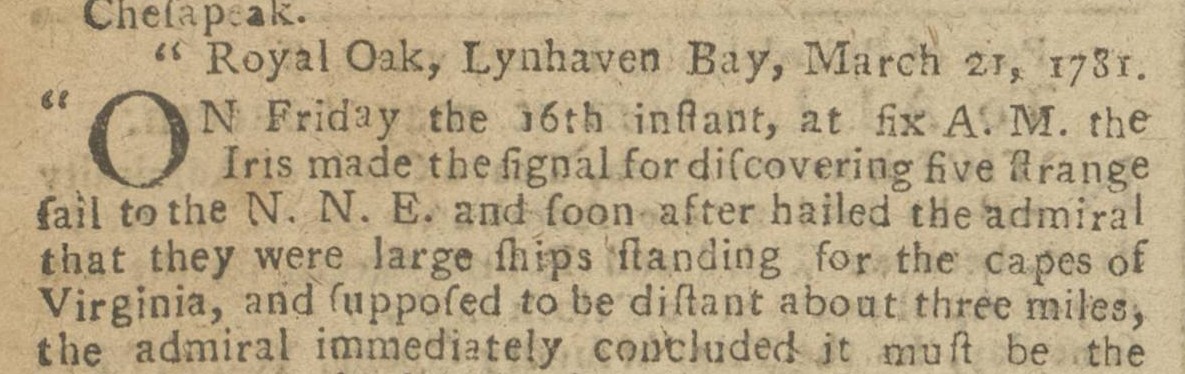 Cheſapeak.
“ Royal Oak, Lynhaven Bay, March 21, 1781.
“ ON Friday the 16th inſtant, at ſix A. M. the
Iris made the ſignal for diſcovering five ſtrange
ſail to the N. N. E. and ſoon after hailed the admiral
that they were large ſhips ſtanding for the capes of
Virginia, and ſuppoſed to be diſtant about three miles,
the admiral immediately concluded it muſt be the